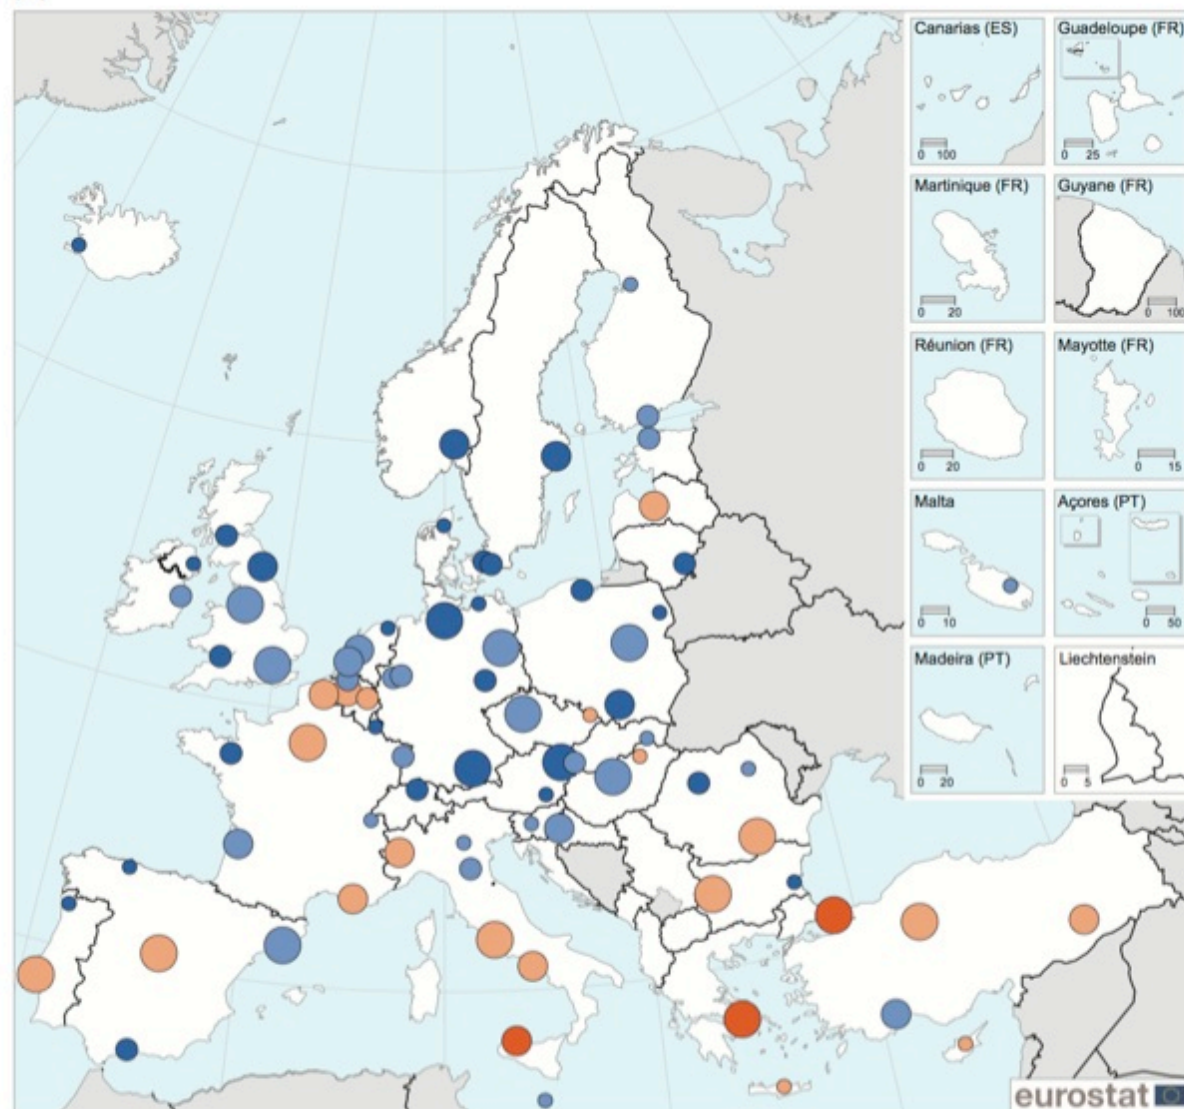 Canarias (ES)
0 100
Guadeloupe (FR)
0 25
Martinique (FR)
0 20
Guyane (FR)
0 100
Réunion (FR)
0 20
Mayotte (FR)
0 15
Malta
0 10
Açores (PT)
0 50
Madeira (PT)
0 20
Liechtenstein
0 5
eurostat